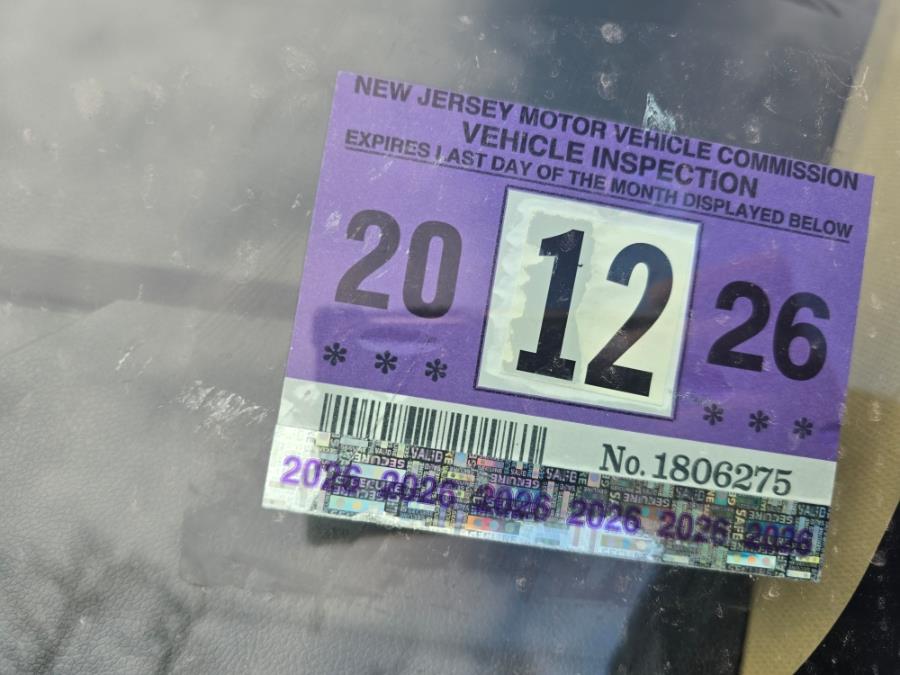 NEW JERSEY MOTOR VEHICLE COMMISSION
VEHICLE INSPECTION
EXPIRES LAST DAY OF THE MONTH DISPLAYED BELOW
20 12 26
* * * * * *
No. 1806275
2026 2026 2026 2026 2026 2026